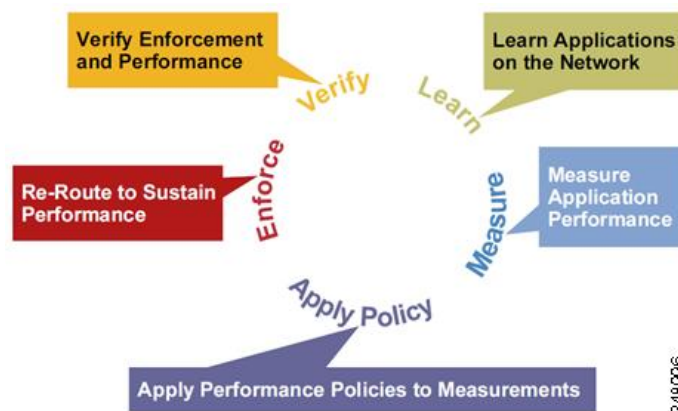 Verify Enforcement
and Performance
Verify
Learn Applications
on the Network
Learn
Re-Route to Sustain
Performance
Enforce
Measure
Application
Performance
Measure
Apply Policy
Apply Performance Policies to Measurements